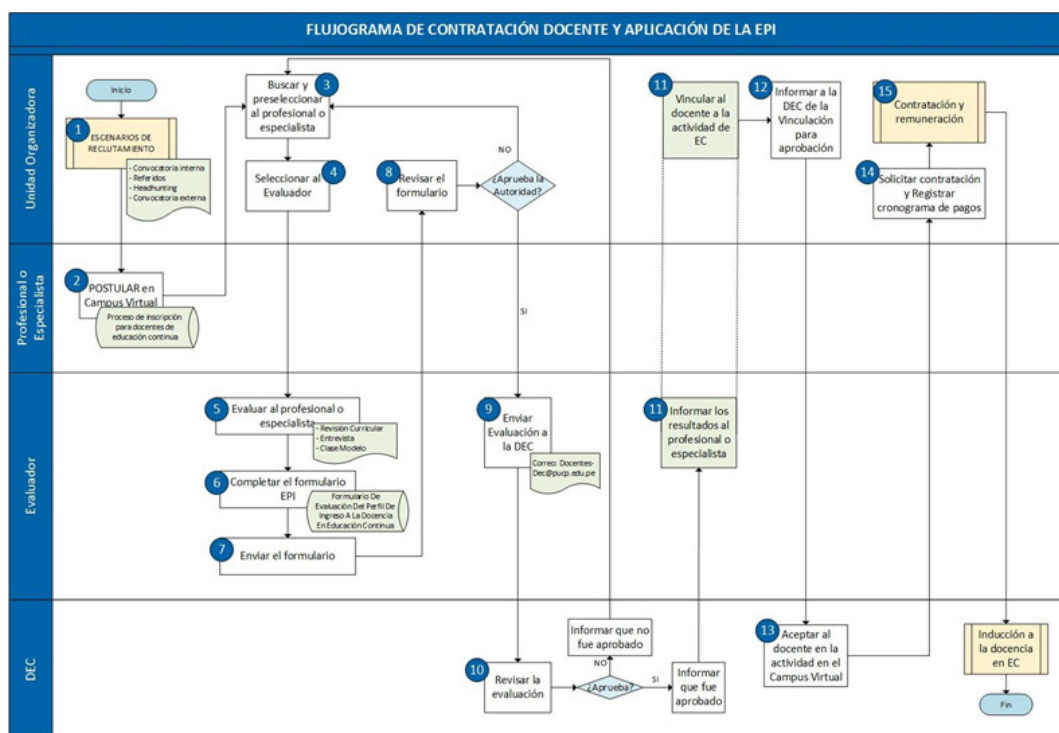 FLUJOGRAMA DE CONTRATACIÓN DOCENTE Y APLICACIÓN DE LA EPI
Unidad Organizadora
Inicio
1
ESCENARIOS DE
RECLUTAMIENTO
- Convocatoria interna
- Referidos
- Headhunting
- Convocatoria externa
3
Buscar y
preseleccionar
al profesional o
especialista
4
Seleccionar al
Evaluador
8
Revisar el
formulario
NO
¿Aprueba la
Autoridad?
11
Vincular al
docente a la
actividad de
EC
12
Informar a la
DEC de la
Vinculación
para
aprobación
15
Contratación y
remuneración
14
Solicitar contratación
y Registrar
cronograma de pagos
Profesional o
Especialista
2
POSTULAR en
Campus Virtual
Proceso de inscripción
para docentes de
educación continua
SI
Evaluador
5
Evaluar al profesional o
especialista
- Revisión Curricular
- Entrevista
- Clase Modelo
6
Completar el formulario
EPI
Formulario De
Evaluación Del Perfil De
Ingreso A La Docencia
En Educación Continua
7
Enviar el formulario
9
Enviar
Evaluación a
la DEC
Correo: Docentes-
Dec@pucp.edu.pe
11
Informar los
resultados al
profesional o
especialista
DEC
10
Revisar la
evaluación
Informar que no
fue aprobado
NO
¿Aprueba?
SI
Informar
que fue
aprobado
13
Aceptar al
docente en la
actividad en el
Campus Virtual
Inducción a
la docencia
en EC
Fin